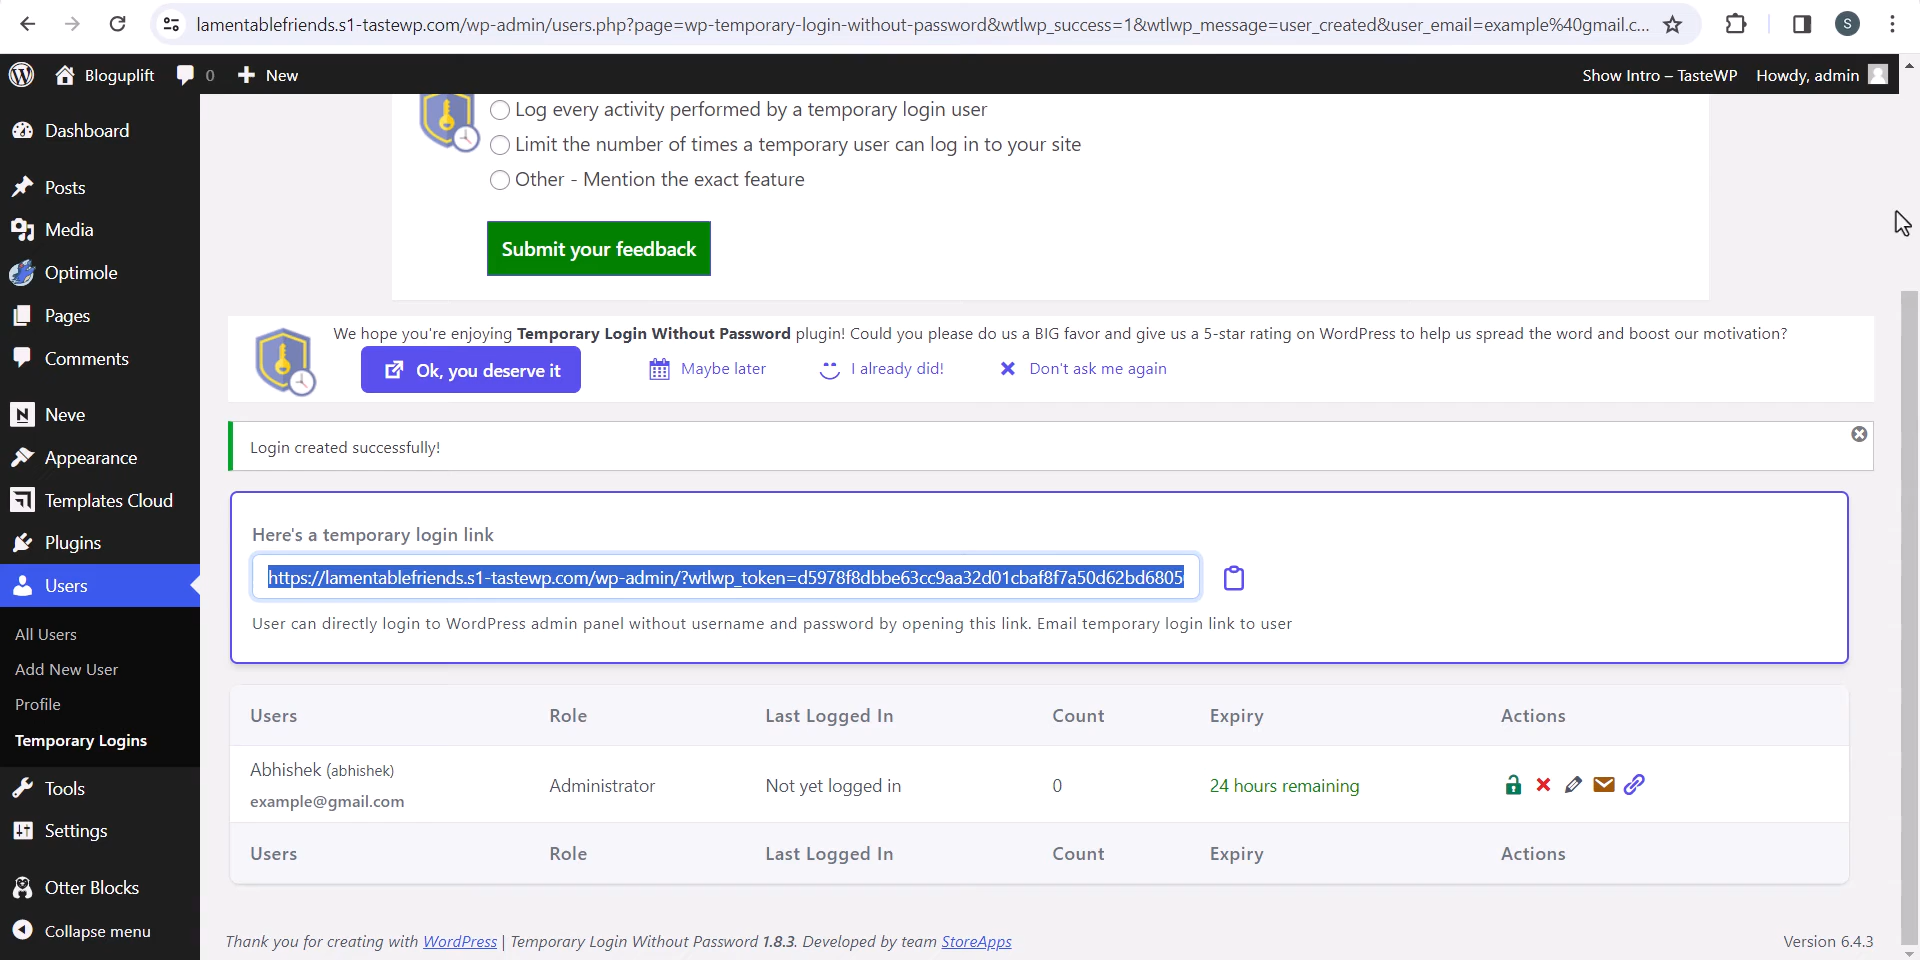 lamentablefriends.s1-tastewp.com/wp-admin/users.php?page=wp-temporary-login-without-password&wtlwp_success=1&wtlwp_message=user_created&user_email=example%40gmail.c...
S
Bloguplift
0
New
Show Intro – TasteWP
Howdy, admin
Dashboard
Posts
Media
Optimole
Pages
Comments
Neve
Appearance
Templates Cloud
Plugins
Users
All Users
Add New User
Profile
Temporary Logins
Tools
Settings
Otter Blocks
Collapse menu
Log every activity performed by a temporary login user
Limit the number of times a temporary user can log in to your site
Other - Mention the exact feature
Submit your feedback
We hope you're enjoying Temporary Login Without Password plugin! Could you please do us a BIG favor and give us a 5-star rating on WordPress to help us spread the word and boost our motivation?
Ok, you deserve it
Maybe later
I already did!
Don't ask me again
Login created successfully!
Here's a temporary login link
https://lamentablefriends.s1-tastewp.com/wp-admin/?wtlwp_token=d5978f8dbbe63cc9aa32d01cbaf8f7a50d62bd6805
User can directly login to WordPress admin panel without username and password by opening this link. Email temporary login link to user
Users Role Last Logged In Count Expiry Actions
Abhishek (abhishek)
example@gmail.com
Administrator Not yet logged in 0 24 hours remaining
Users Role Last Logged In Count Expiry Actions
Thank you for creating with WordPress | Temporary Login Without Password 1.8.3. Developed by team StoreApps
Version 6.4.3